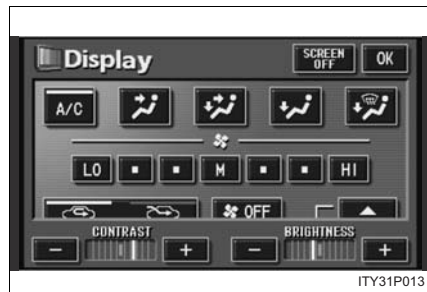 Display
SCREEN OFF
OK
A/C
LO
M
HI
OFF
CONTRAST
BRIGHTNESS
- +
- +
ITY31P013